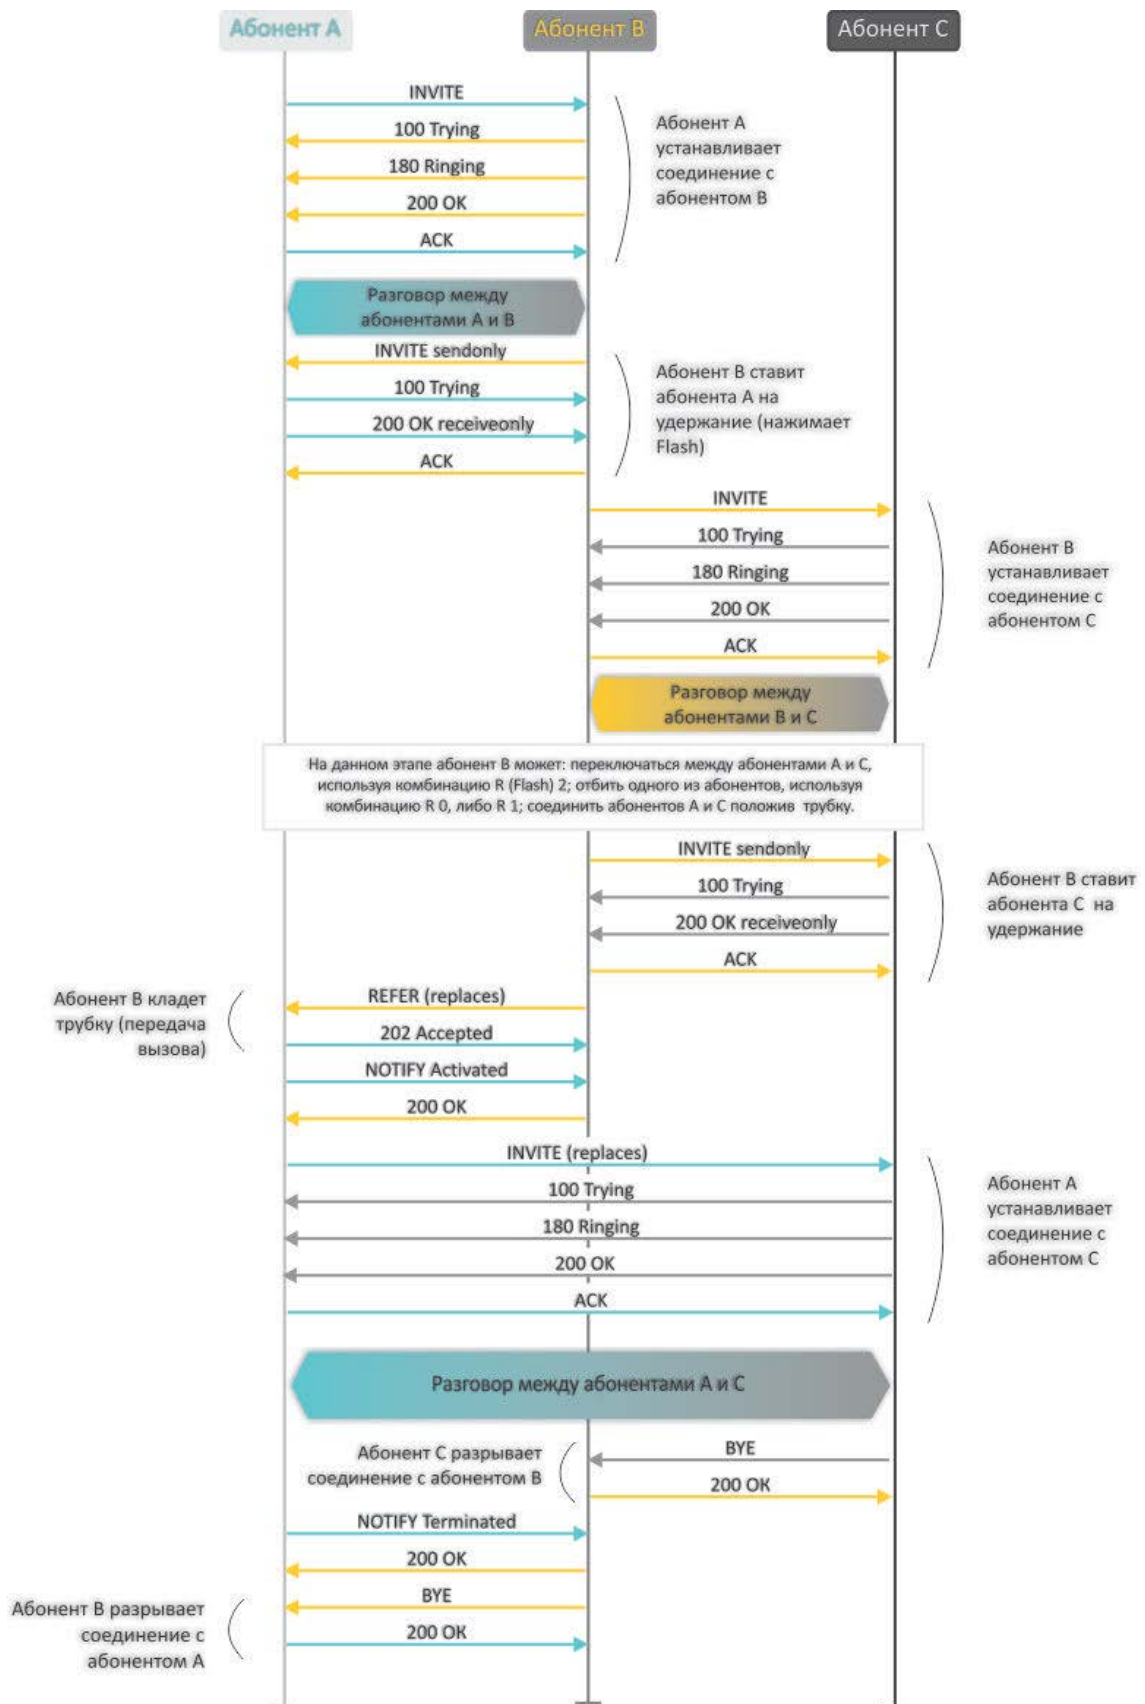 Абонент А
Абонент В
Абонент С
INVITE
100 Trying
180 Ringing
200 OK
ACK
Абонент А
устанавливает
соединение с
абонентом В
Разговор между
абонентами А и В
INVITE sendonly
100 Trying
200 OK receiveonly
ACK
Абонент В ставит
абонента А на
удержание (нажимает
Flash)
INVITE
100 Trying
180 Ringing
200 OK
ACK
Абонент В
устанавливает
соединение с
абонентом С
Разговор между
абонентами В и С
На данном этапе абонент В может: переключаться между абонентами А и С,
используя комбинацию R (Flash) 2; отбить одного из абонентов, используя
комбинацию R 0, либо R 1; соединить абонентов А и С положив трубку.
INVITE sendonly
100 Trying
200 OK receiveonly
ACK
Абонент В ставит
абонента С на
удержание
Абонент В кладет
трубку (передача
вызова)
REFER (replaces)
202 Accepted
NOTIFY Activated
200 OK
INVITE (replaces)
100 Trying
180 Ringing
200 OK
ACK
Абонент А
устанавливает
соединение с
абонентом С
Разговор между абонентами А и С
Абонент С разрывает
соединение с абонентом В
BYE
200 OK
NOTIFY Terminated
200 OK
BYE
200 OK
Абонент В разрывает
соединение с
абонентом А